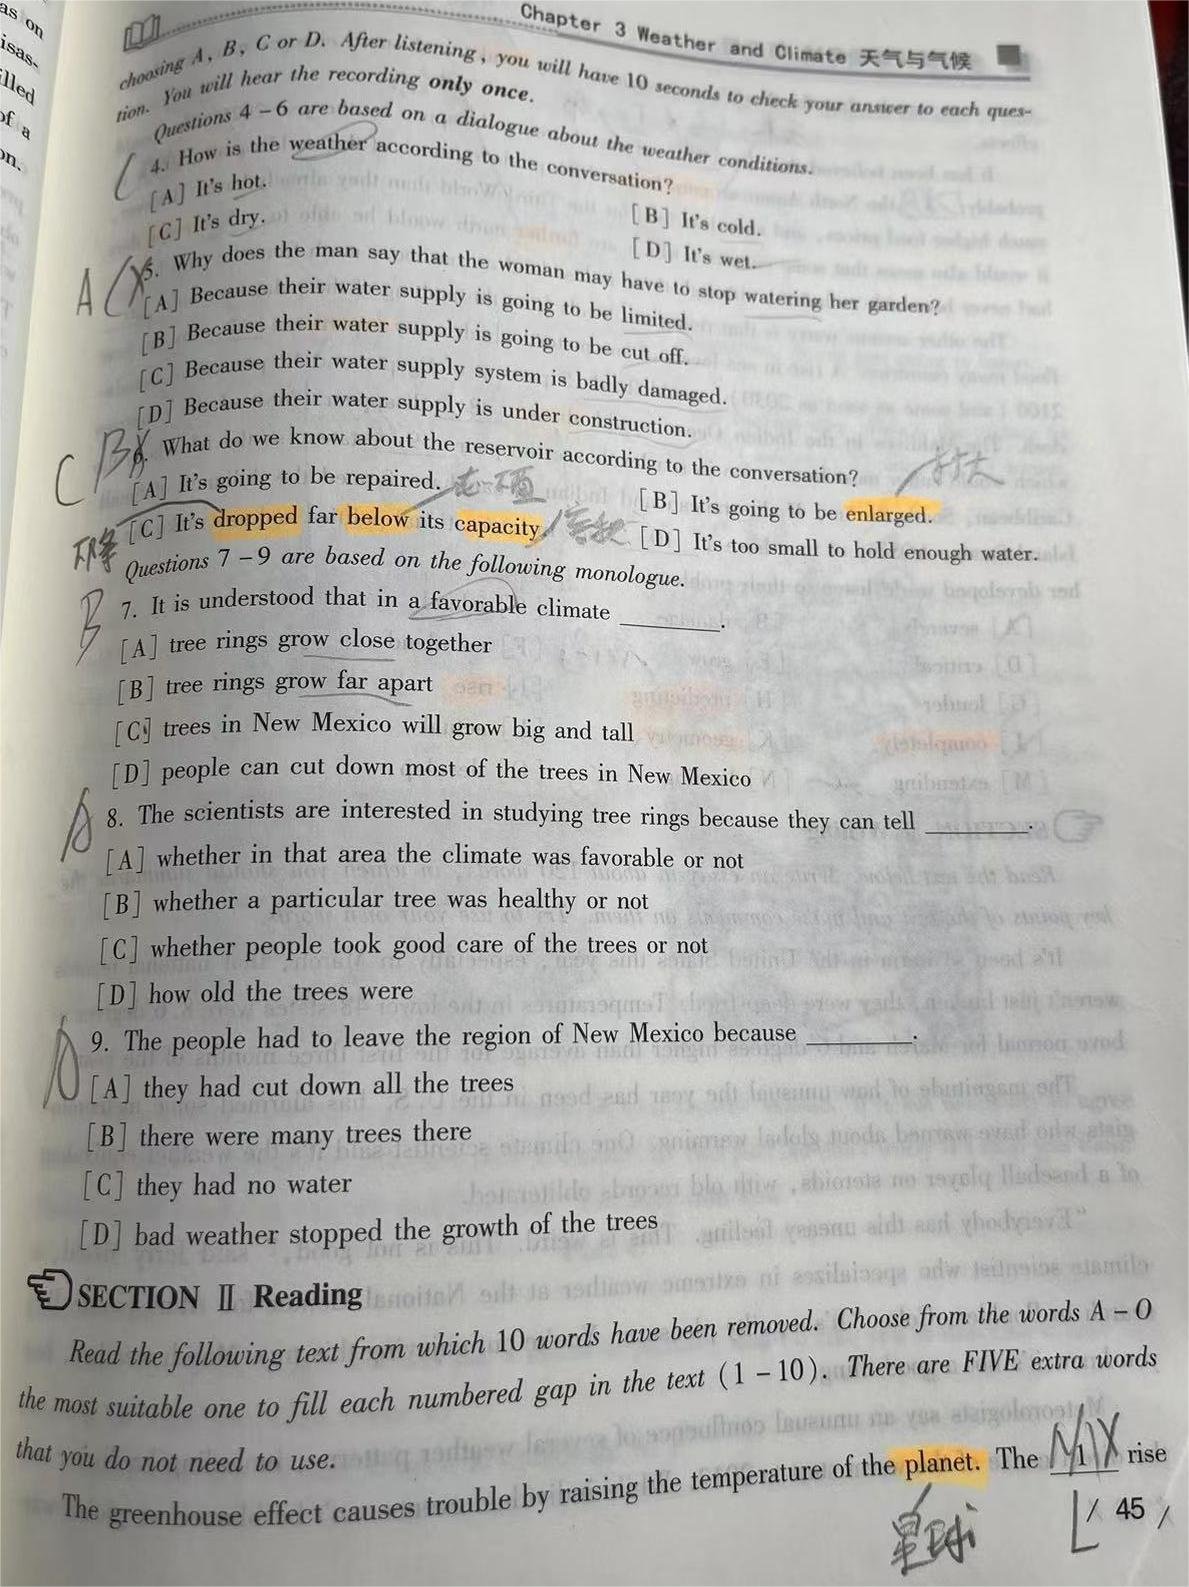 as on
isas-
lled
of a
on.
Chapter 3 Weather and Climate 天气与气候
choosing A, B, C or D. After listening, you will have 10 seconds to check your answer to each ques-
tion. You will hear the recording only once.
Questions 4 – 6 are based on a dialogue about the weather conditions.
C 4. How is the weather according to the conversation?
[A] It's hot.
[B] It's cold.
[C] It's dry.
[D] It's wet.
A 5. Why does the man say that the woman may have to stop watering her garden?
[A] Because their water supply is going to be limited.
[B] Because their water supply is going to be cut off.
[C] Because their water supply system is badly damaged.
[D] Because their water supply is under construction.
C B 6. What do we know about the reservoir according to the conversation?
扩大
[A] It's going to be repaired.
[B] It's going to be enlarged.
下降 [C] It's dropped far below its capacity.
[D] It's too small to hold enough water.
Questions 7 – 9 are based on the following monologue.
B 7. It is understood that in a favorable climate ________.
[A] tree rings grow close together
[B] tree rings grow far apart
[C] trees in New Mexico will grow big and tall
[D] people can cut down most of the trees in New Mexico
A 8. The scientists are interested in studying tree rings because they can tell ________.
[A] whether in that area the climate was favorable or not
[B] whether a particular tree was healthy or not
[C] whether people took good care of the trees or not
[D] how old the trees were
9. The people had to leave the region of New Mexico because ________.
[A] they had cut down all the trees
[B] there were many trees there
[C] they had no water
[D] bad weather stopped the growth of the trees
SECTION II Reading
Read the following text from which 10 words have been removed. Choose from the words A – O
the most suitable one to fill each numbered gap in the text (1 – 10). There are FIVE extra words
that you do not need to use.
The greenhouse effect causes trouble by raising the temperature of the planet. The N 1 rise
星球
L
/ 45 /